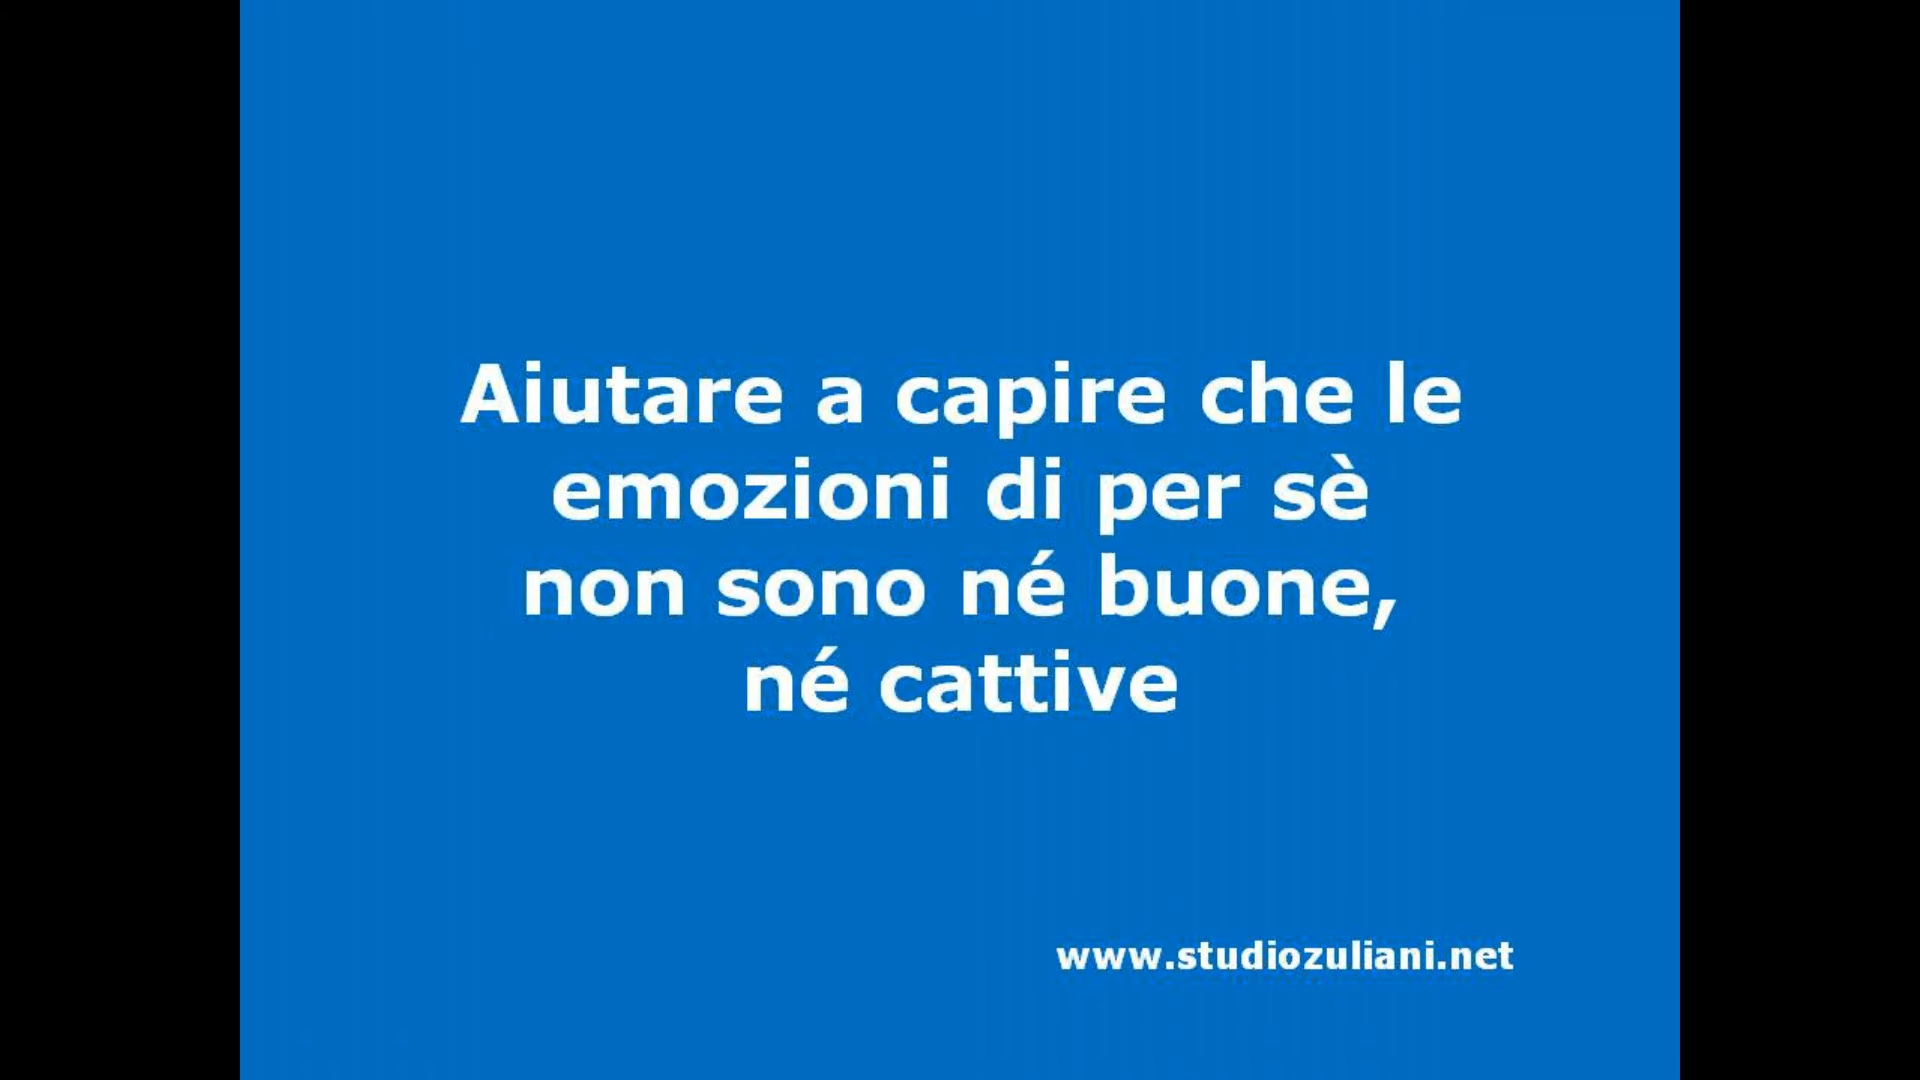 Aiutare a capire che le
emozioni di per sè
non sono né buone,
né cattive
www.studiozuliani.net